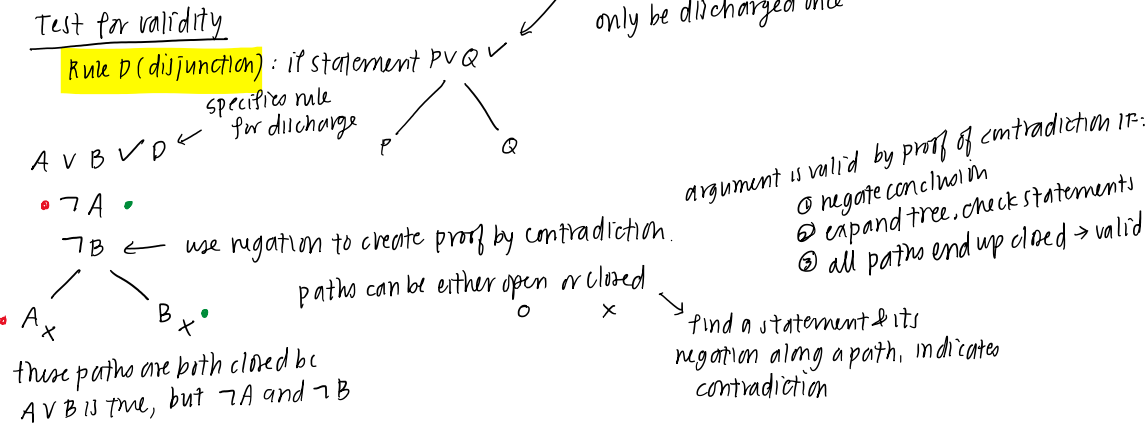 only be discharged once
Test for validity
Rule D (disjunction) : if statement P∨Q ✓
specifies rule
for discharge
P Q
A ∨ B ✓ D
¬A
¬B ← use negation to create proof by contradiction.
A x B x
these paths are both closed bc
A ∨ B is true, but ¬A and ¬B
paths can be either open or closed
O x
find a statement & its
negation along a path, indicates
contradiction
argument is valid by proof of contradiction IF:
① negate conclusion
② expand tree, check statements
③ all paths end up closed → valid